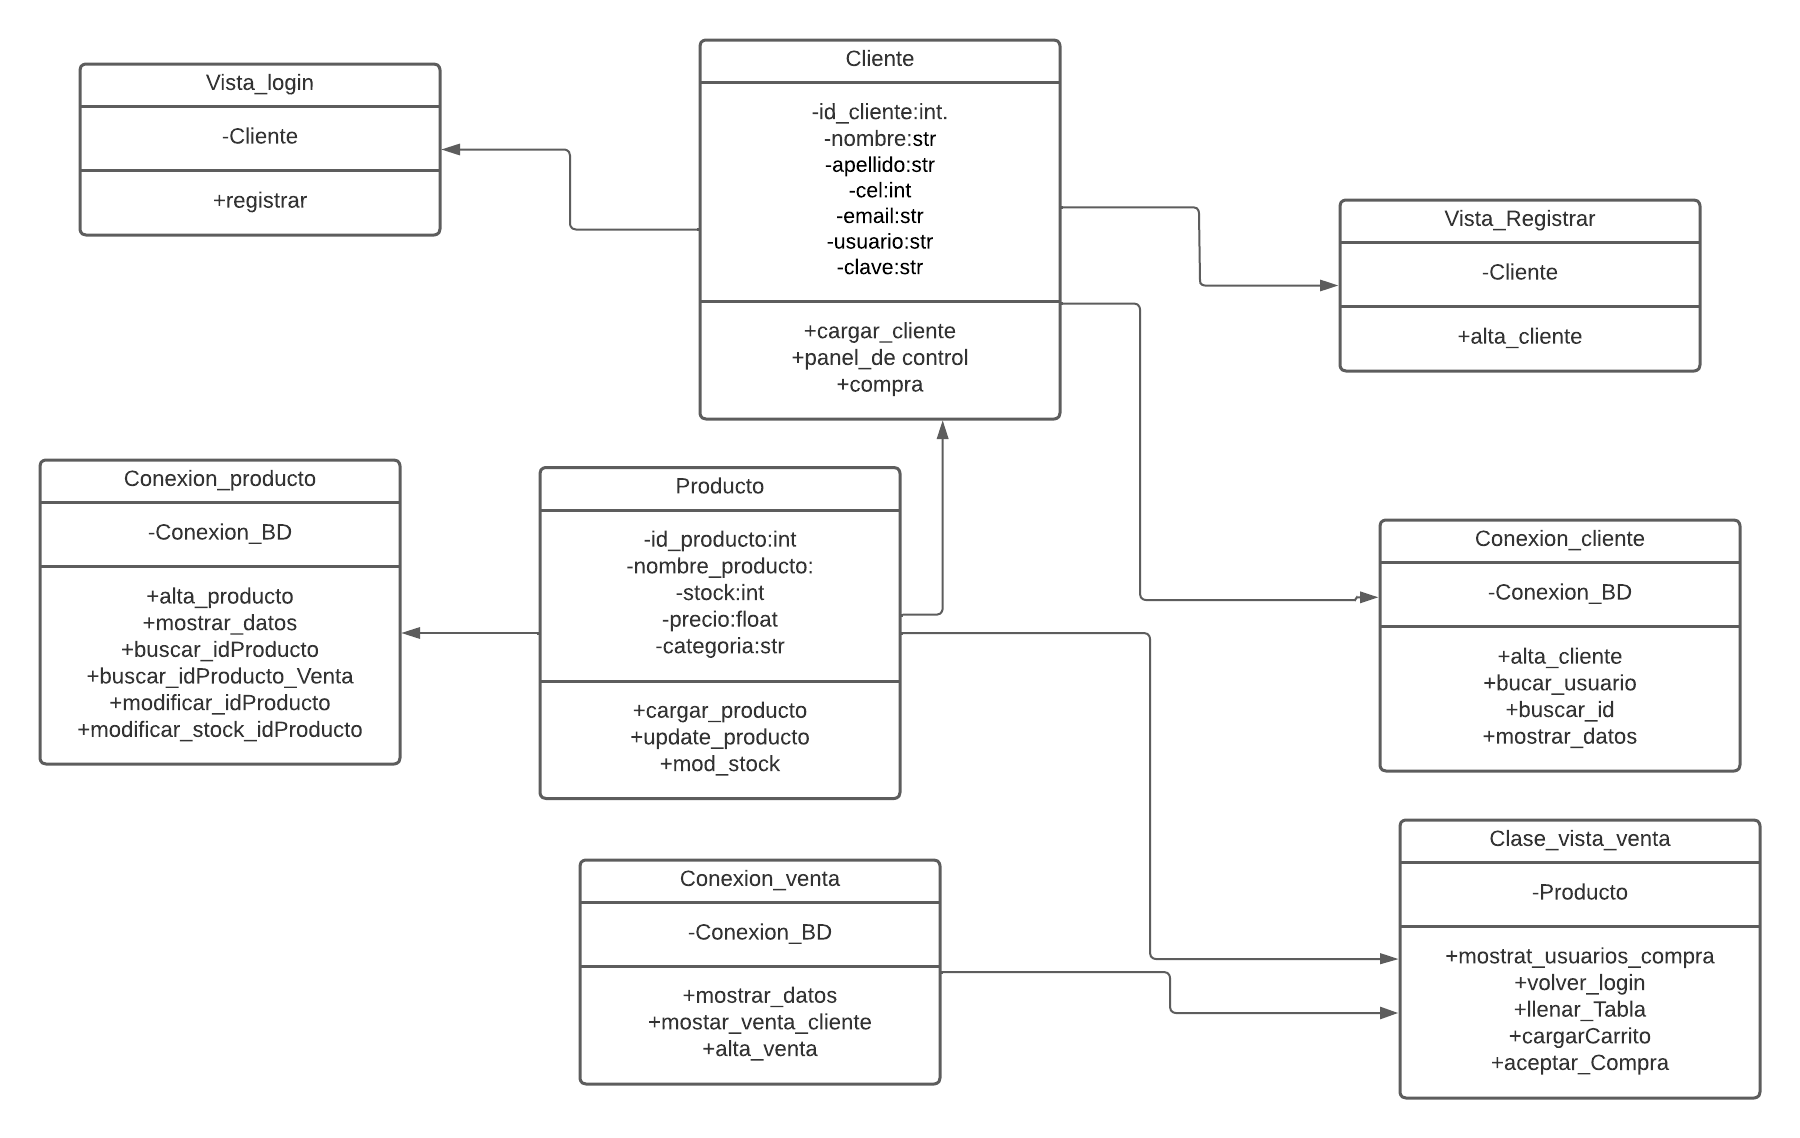 Vista_login
-Cliente
+registrar
Cliente
-id_cliente:int.
-nombre:str
-apellido:str
-cel:int
-email:str
-usuario:str
-clave:str
+cargar_cliente
+panel_de control
+compra
Vista_Registrar
-Cliente
+alta_cliente
Conexion_producto
-Conexion_BD
+alta_producto
+mostrar_datos
+buscar_idProducto
+buscar_idProducto_Venta
+modificar_idProducto
+modificar_stock_idProducto
Producto
-id_producto:int
-nombre_producto:
-stock:int
-precio:float
-categoria:str
+cargar_producto
+update_producto
+mod_stock
Conexion_cliente
-Conexion_BD
+alta_cliente
+bucar_usuario
+buscar_id
+mostrar_datos
Conexion_venta
-Conexion_BD
+mostrar_datos
+mostar_venta_cliente
+alta_venta
Clase_vista_venta
-Producto
+mostrat_usuarios_compra
+volver_login
+llenar_Tabla
+cargarCarrito
+aceptar_Compra